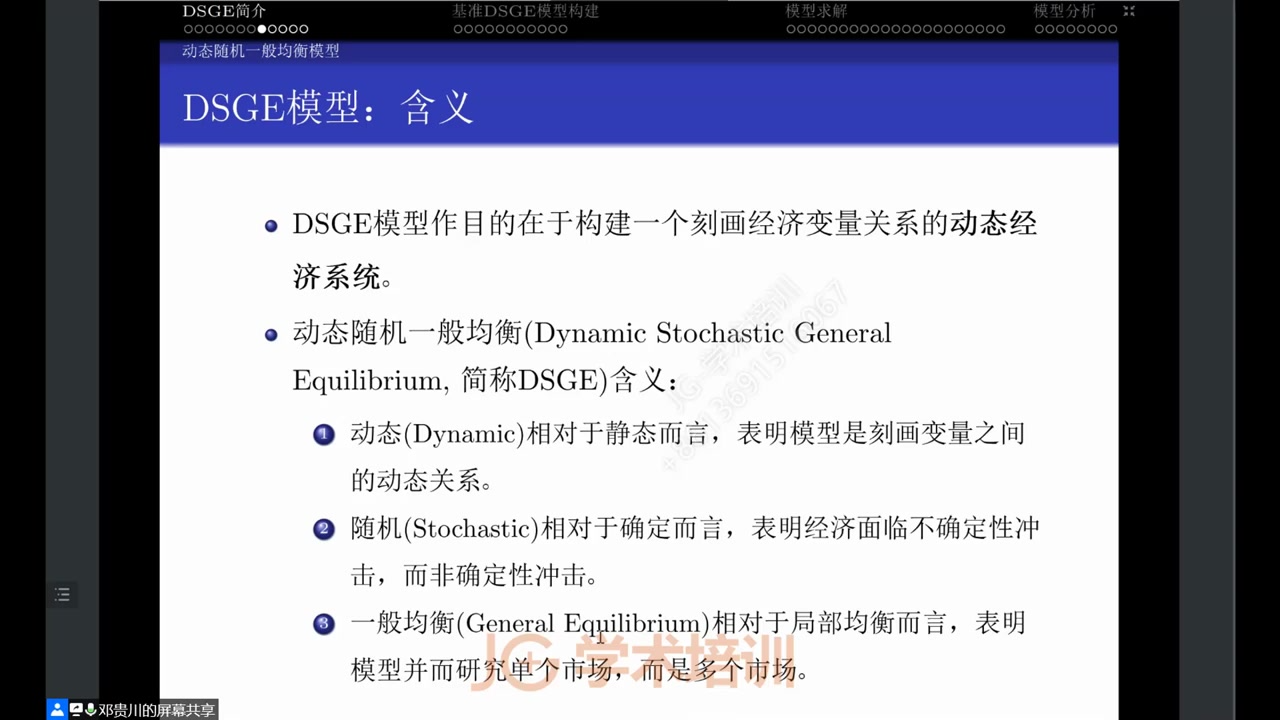 DSGE简介 基准DSGE模型构建 模型求解 模型分析
动态随机一般均衡模型
DSGE模型：含义
DSGE模型作目的在于构建一个刻画经济变量关系的动态经
济系统。
动态随机一般均衡(Dynamic Stochastic General
Equilibrium, 简称DSGE)含义：
1 动态(Dynamic)相对于静态而言，表明模型是刻画变量之间
的动态关系。
2 随机(Stochastic)相对于确定而言，表明经济面临不确定性冲
击，而非确定性冲击。
3 一般均衡(General Equilibrium)相对于局部均衡而言，表明
模型并而研究单个市场，而是多个市场。
JG 学术培训
邓贵川的屏幕共享